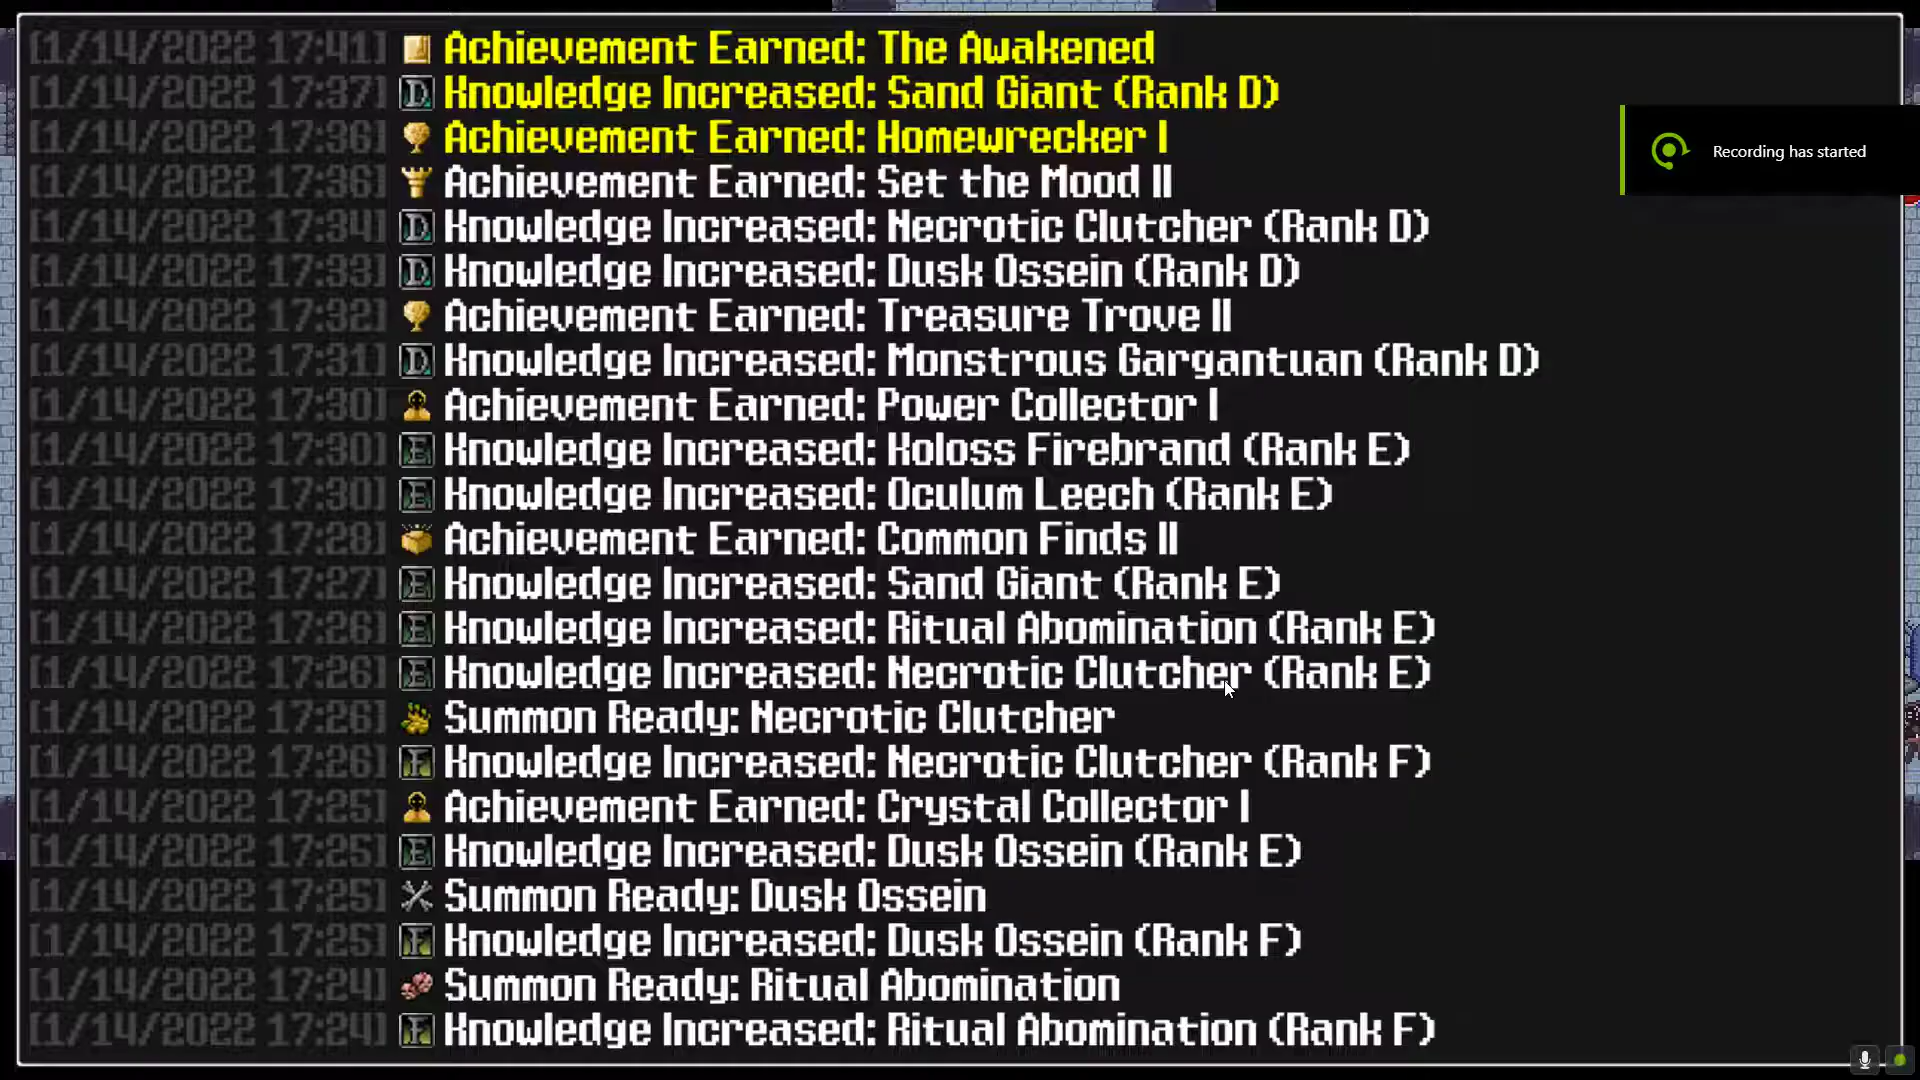 [1/14/2022 17:41] Achievement Earned: The Awakened
[1/14/2022 17:37] Knowledge Increased: Sand Giant (Rank D)
[1/14/2022 17:36] Achievement Earned: Homewrecker I
Recording has started
[1/14/2022 17:36] Achievement Earned: Set the Mood II
[1/14/2022 17:34] Knowledge Increased: Necrotic Clutcher (Rank D)
[1/14/2022 17:33] Knowledge Increased: Dusk Ossein (Rank D)
[1/14/2022 17:32] Achievement Earned: Treasure Trove II
[1/14/2022 17:31] Knowledge Increased: Monstrous Gargantuan (Rank D)
[1/14/2022 17:30] Achievement Earned: Power Collector I
[1/14/2022 17:30] Knowledge Increased: Koloss Firebrand (Rank E)
[1/14/2022 17:30] Knowledge Increased: Oculum Leech (Rank E)
[1/14/2022 17:28] Achievement Earned: Common Finds II
[1/14/2022 17:27] Knowledge Increased: Sand Giant (Rank E)
[1/14/2022 17:26] Knowledge Increased: Ritual Abomination (Rank E)
[1/14/2022 17:26] Knowledge Increased: Necrotic Clutcher (Rank E)
[1/14/2022 17:26] Summon Ready: Necrotic Clutcher
[1/14/2022 17:26] Knowledge Increased: Necrotic Clutcher (Rank F)
[1/14/2022 17:25] Achievement Earned: Crystal Collector I
[1/14/2022 17:25] Knowledge Increased: Dusk Ossein (Rank E)
[1/14/2022 17:25] Summon Ready: Dusk Ossein
[1/14/2022 17:25] Knowledge Increased: Dusk Ossein (Rank F)
[1/14/2022 17:24] Summon Ready: Ritual Abomination
[1/14/2022 17:24] Knowledge Increased: Ritual Abomination (Rank F)